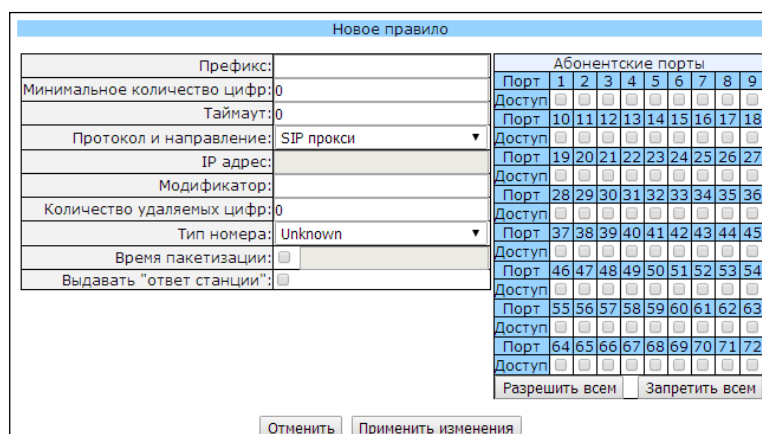 Новое правило
Префикс:
Минимальное количество цифр: 0
Таймаут: 0
Протокол и направление: SIP прокси
IP адрес:
Модификатор:
Количество удаляемых цифр: 0
Тип номера: Unknown
Время пакетизации:
Выдавать "ответ станции":
Абонентские порты
Порт 1 2 3 4 5 6 7 8 9
Доступ
Порт 10 11 12 13 14 15 16 17 18
Доступ
Порт 19 20 21 22 23 24 25 26 27
Доступ
Порт 28 29 30 31 32 33 34 35 36
Доступ
Порт 37 38 39 40 41 42 43 44 45
Доступ
Порт 46 47 48 49 50 51 52 53 54
Доступ
Порт 55 56 57 58 59 60 61 62 63
Доступ
Порт 64 65 66 67 68 69 70 71 72
Доступ
Разрешить всем Запретить всем
Отменить Применить изменения